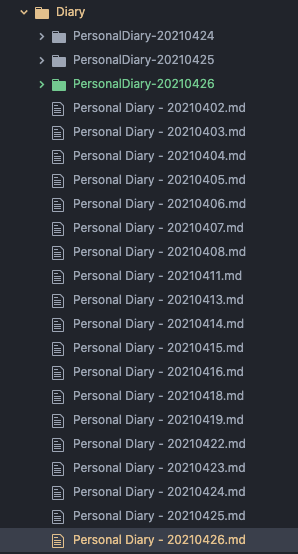 Diary
PersonalDiary-20210424
PersonalDiary-20210425
PersonalDiary-20210426
Personal Diary - 20210402.md
Personal Diary - 20210403.md
Personal Diary - 20210404.md
Personal Diary - 20210405.md
Personal Diary - 20210406.md
Personal Diary - 20210407.md
Personal Diary - 20210408.md
Personal Diary - 20210411.md
Personal Diary - 20210413.md
Personal Diary - 20210414.md
Personal Diary - 20210415.md
Personal Diary - 20210416.md
Personal Diary - 20210418.md
Personal Diary - 20210419.md
Personal Diary - 20210422.md
Personal Diary - 20210423.md
Personal Diary - 20210424.md
Personal Diary - 20210425.md
Personal Diary - 20210426.md